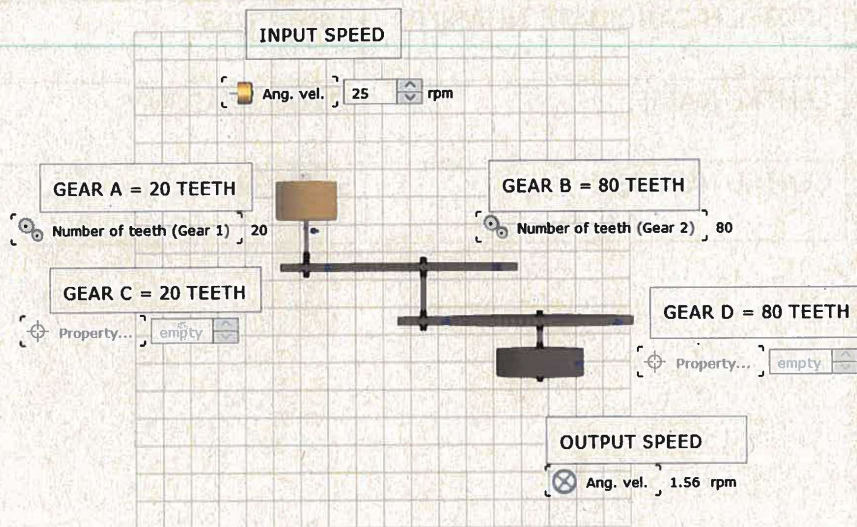 INPUT SPEED
Ang. vel. 25 rpm
GEAR A = 20 TEETH
Number of teeth (Gear 1) 20
GEAR B = 80 TEETH
Number of teeth (Gear 2) 80
GEAR C = 20 TEETH
Property... empty
GEAR D = 80 TEETH
Property... empty
OUTPUT SPEED
Ang. vel. 1.56 rpm